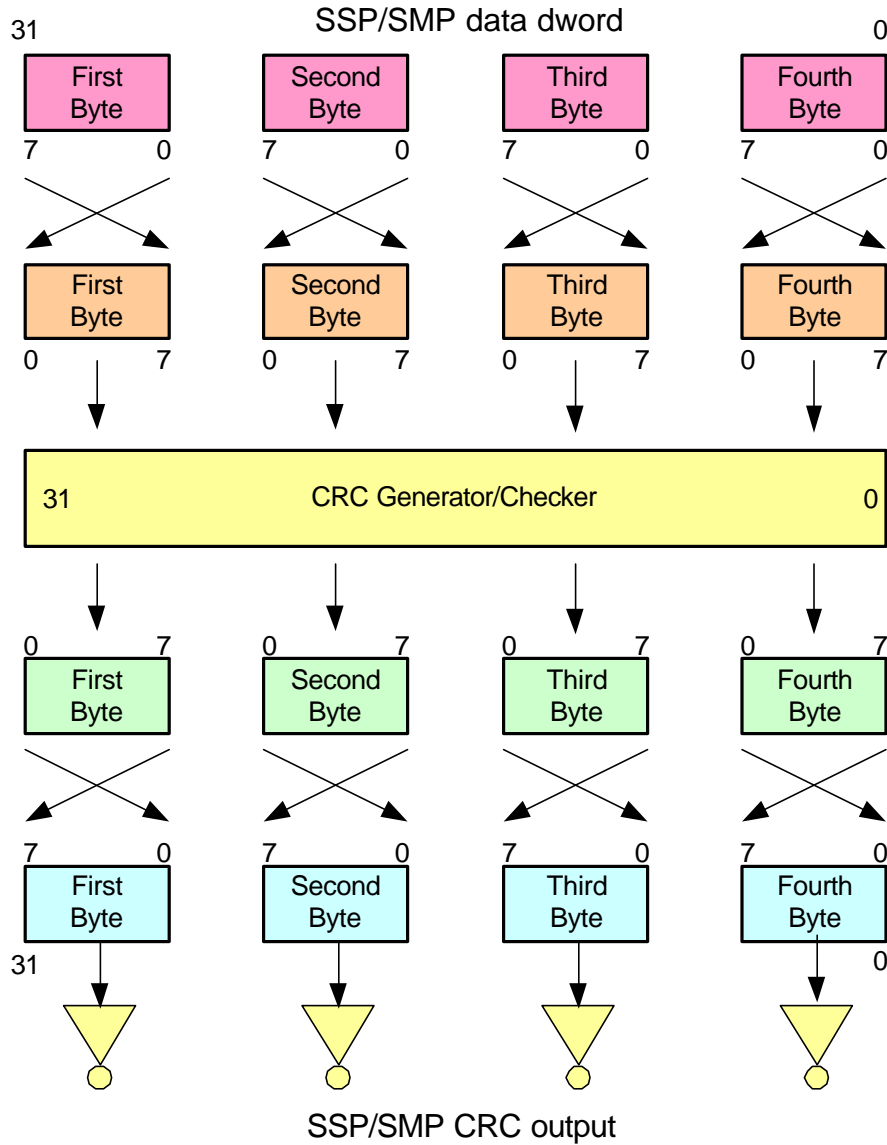 SSP/SMP data dword
31 0
First Byte Second Byte Third Byte Fourth Byte
7 0 7 0 7 0 7 0
First Byte Second Byte Third Byte Fourth Byte
0 7 0 7 0 7 0 7
31 CRC Generator/Checker 0
0 7 0 7 0 7 0 7
First Byte Second Byte Third Byte Fourth Byte
7 0 7 0 7 0 7 0
First Byte Second Byte Third Byte Fourth Byte
31 0
SSP/SMP CRC output